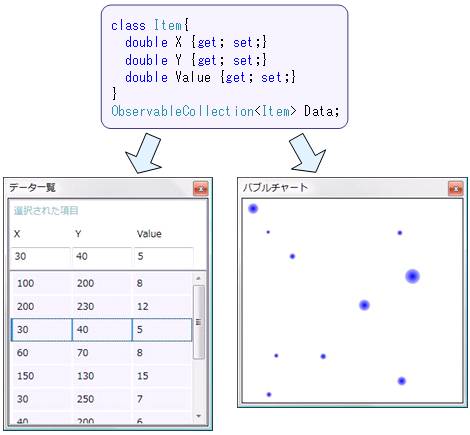 class Item{
double X {get; set;}
double Y {get; set;}
double Value {get; set;}
}
ObservableCollection<Item> Data;
データ一覧
x
選択された項目
X Y Value
30 40 5
100 200 8
200 230 12
30 40 5
60 70 8
150 130 15
30 250 7
40 200 6
バブルチャート
x